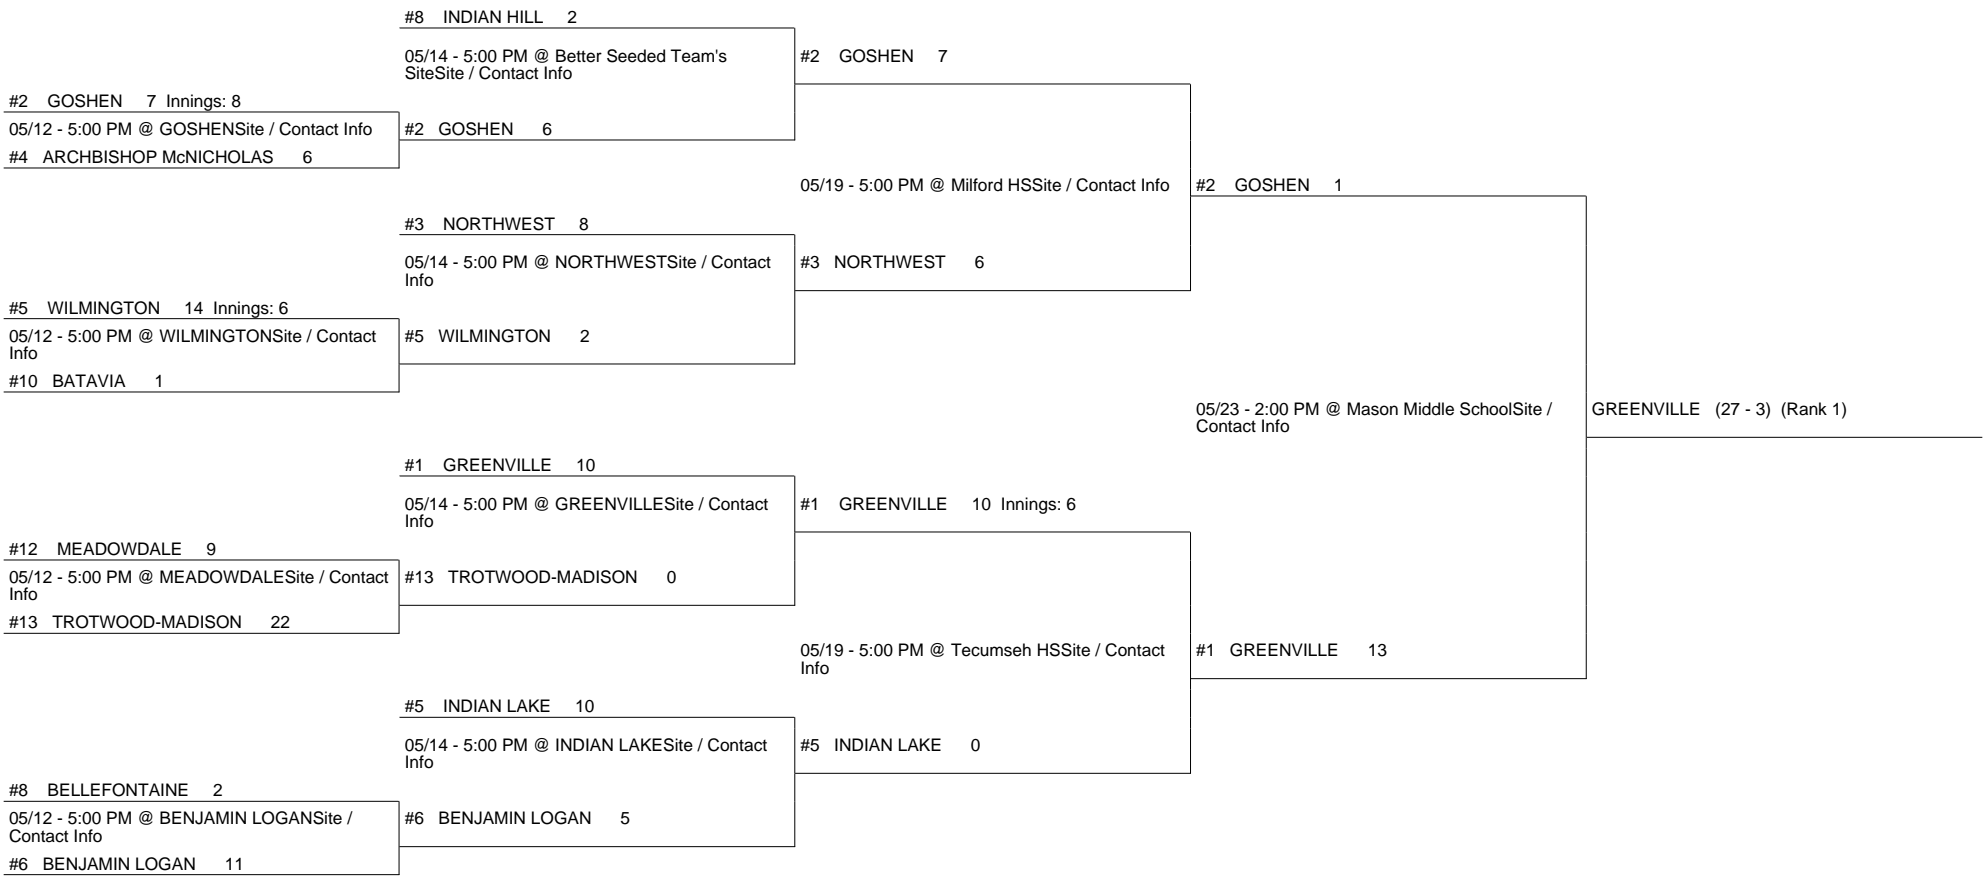 #8 INDIAN HILL 2
05/14 - 5:00 PM @ Better Seeded Team's
SiteSite / Contact Info
#2 GOSHEN 7
#2 GOSHEN 7 Innings: 8
05/12 - 5:00 PM @ GOSHENSite / Contact Info
#2 GOSHEN 6
#4 ARCHBISHOP McNICHOLAS 6
05/19 - 5:00 PM @ Milford HSSite / Contact Info
#2 GOSHEN 1
#3 NORTHWEST 8
05/14 - 5:00 PM @ NORTHWESTSite / Contact
Info
#3 NORTHWEST 6
#5 WILMINGTON 14 Innings: 6
05/12 - 5:00 PM @ WILMINGTONSite / Contact
Info
#5 WILMINGTON 2
#10 BATAVIA 1
05/23 - 2:00 PM @ Mason Middle SchoolSite /
Contact Info
GREENVILLE (27 - 3) (Rank 1)
#1 GREENVILLE 10
05/14 - 5:00 PM @ GREENVILLESite / Contact
Info
#1 GREENVILLE 10 Innings: 6
#12 MEADOWDALE 9
05/12 - 5:00 PM @ MEADOWDALESite / Contact
Info
#13 TROTWOOD-MADISON 0
#13 TROTWOOD-MADISON 22
05/19 - 5:00 PM @ Tecumseh HSSite / Contact
Info
#1 GREENVILLE 13
#5 INDIAN LAKE 10
05/14 - 5:00 PM @ INDIAN LAKESite / Contact
Info
#5 INDIAN LAKE 0
#8 BELLEFONTAINE 2
05/12 - 5:00 PM @ BENJAMIN LOGANSite /
Contact Info
#6 BENJAMIN LOGAN 5
#6 BENJAMIN LOGAN 11